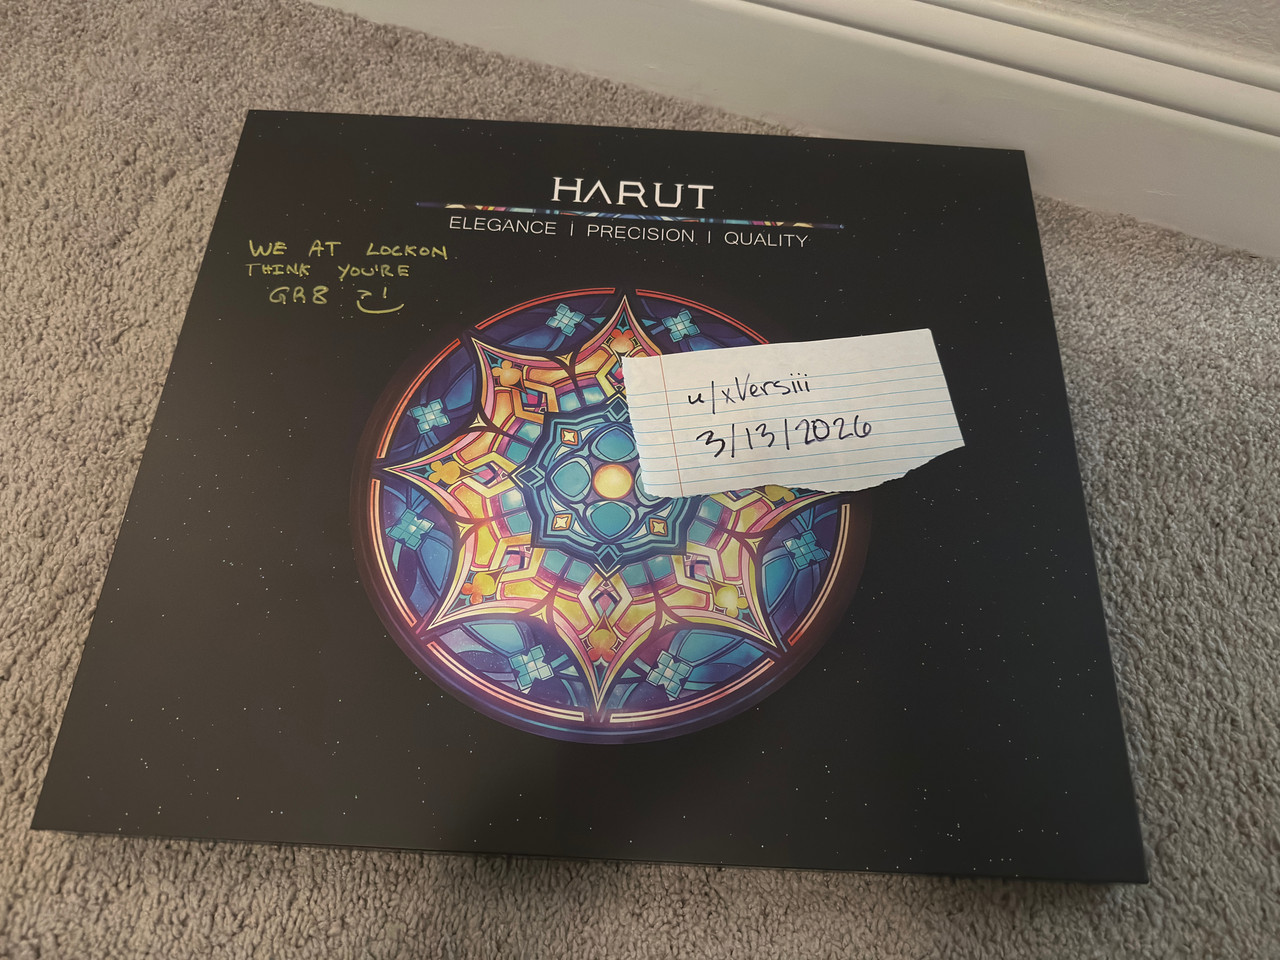 HARUT
ELEGANCE | PRECISION | QUALITY
WE AT LOCKON
THINK YOU'RE
GR8 :)!
u/xVersiii
3/13/2026